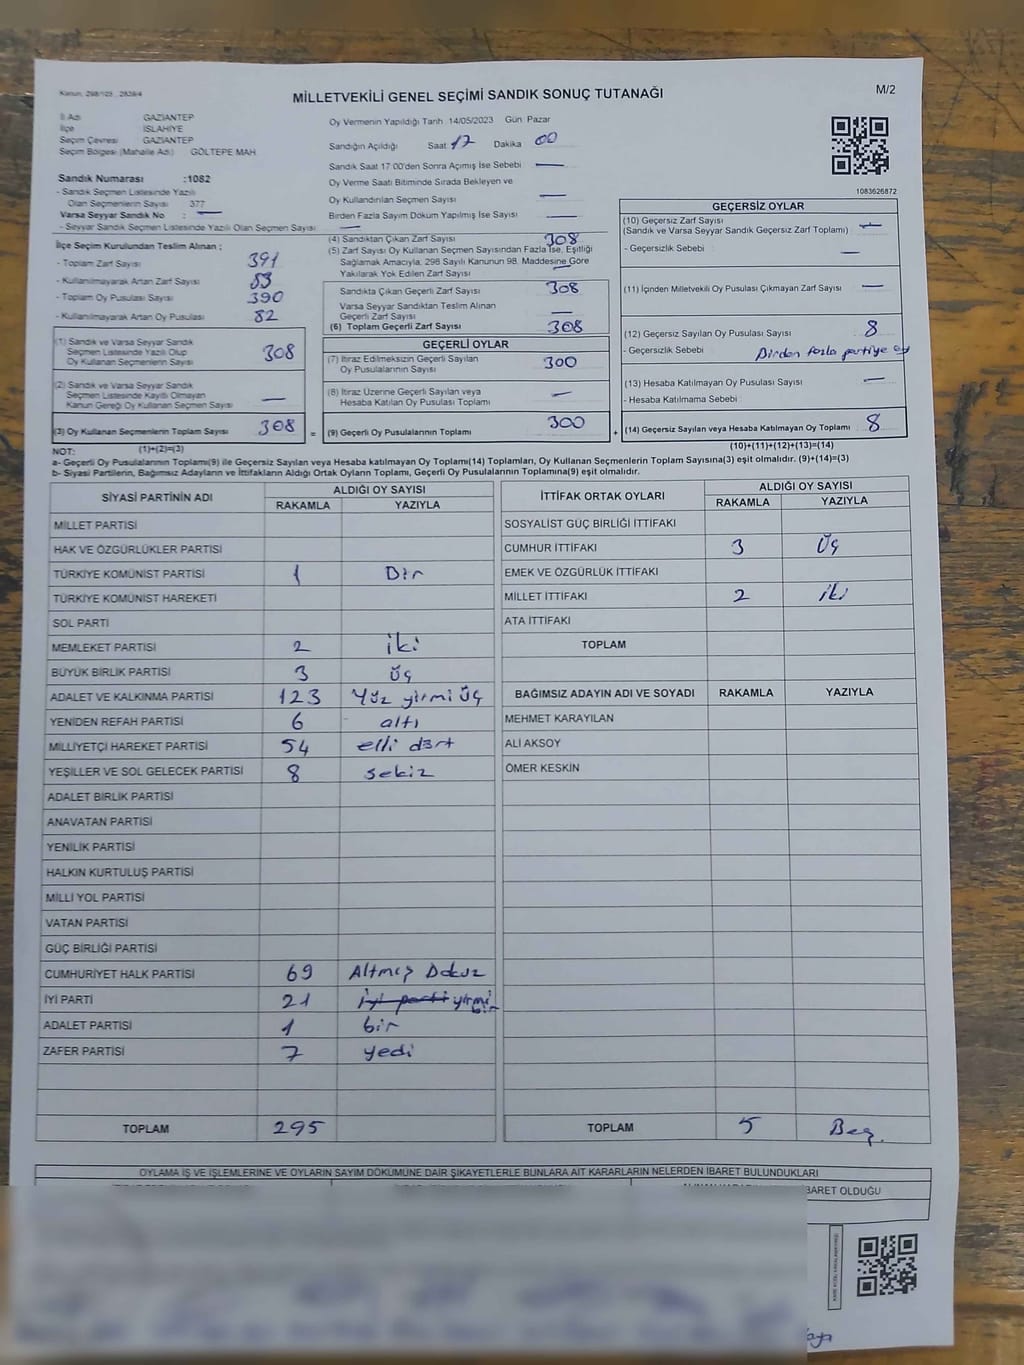 Kanun, 298/105 , 2839/4
MİLLETVEKİLİ GENEL SEÇİMİ SANDIK SONUÇ TUTANAĞI
M/2
İl Adı GAZİANTEP
İlçe İSLAHİYE
Seçim Çevresi GAZİANTEP
Seçim Bölgesi (Mahalle Adı) GÖLTEPE MAH
Sandık Numarası :1082
- Sandık Seçmen Listesinde Yazılı
Olan Seçmenlerin Sayısı 377
Varsa Seyyar Sandık No : —
- Seyyar Sandık Seçmen Listesinde Yazılı Olan Seçmen Sayısı —
Oy Vermenin Yapıldığı Tarih 14/05/2023 Gün Pazar
Sandığın Açıldığı Saat 17 Dakika 00
Sandık Saat 17:00'den Sonra Açımış İse Sebebi —
Oy Verme Saati Bitiminde Sırada Bekleyen ve
Oy Kullandırılan Seçmen Sayısı —
Birden Fazla Sayım Döküm Yapılmış İse Sayısı —
1083626872
İlçe Seçim Kurulundan Teslim Alınan ;
- Toplam Zarf Sayısı 391
- Kullanılmayarak Artan Zarf Sayısı 83
- Toplam Oy Pusulası Sayısı 390
- Kullanılmayarak Artan Oy Pusulası 82
(1) Sandık ve Varsa Seyyar Sandık
Seçmen Listesinde Yazılı Olup
Oy Kullanan Seçmenlerin Sayısı 308
(2) Sandık ve Varsa Seyyar Sandık
Seçmen Listesinde Kayıtlı Olmayan
Kanun Gereği Oy Kullanan Seçmen Sayısı —
(3) Oy Kullanan Seçmenlerin Toplam Sayısı 308 =
(1)+(2)=(3)
(4) Sandıktan Çıkan Zarf Sayısı 308
(5) Zarf Sayısı Oy Kullanan Seçmen Sayısından Fazla İse, Eşitliği
Sağlamak Amacıyla, 298 Sayılı Kanunun 98. Maddesine Göre
Yakılarak Yok Edilen Zarf Sayısı —
Sandıkta Çıkan Geçerli Zarf Sayısı 308
Varsa Seyyar Sandıktan Teslim Alınan
Geçerli Zarf Sayısı —
(6) Toplam Geçerli Zarf Sayısı 308
GEÇERLİ OYLAR
(7) İtiraz Edilmeksizin Geçerli Sayılan
Oy Pusulalarının Sayısı 300
(8) İtiraz Üzerine Geçerli Sayılan veya
Hesaba Katılan Oy Pusulası Toplamı —
(9) Geçerli Oy Pusulalarının Toplamı 300 +
GEÇERSİZ OYLAR
(10) Geçersiz Zarf Sayısı
(Sandık ve Varsa Seyyar Sandık Geçersiz Zarf Toplamı) —
- Geçersizlik Sebebi —
(11) İçinden Milletvekili Oy Pusulası Çıkmayan Zarf Sayısı —
(12) Geçersiz Sayılan Oy Pusulası Sayısı 8
- Geçersizlik Sebebi Birden fazla partiye oy
(13) Hesaba Katılmayan Oy Pusulası Sayısı —
- Hesaba Katılmama Sebebi
(14) Geçersiz Sayılan veya Hesaba Katılmayan Oy Toplamı 8
(10)+(11)+(12)+(13)=(14)
NOT:
a- Geçerli Oy Pusulalarının Toplamı(9) ile Geçersiz Sayılan veya Hesaba katılmayan Oy Toplamı(14) Toplamları, Oy Kullanan Seçmenlerin Toplam Sayısına(3) eşit olmalıdır. (9)+(14)=(3)
b- Siyasi Partilerin, Bağımsız Adayların ve İttifakların Aldığı Ortak Oyların Toplamı, Geçerli Oy Pusulalarının Toplamına(9) eşit olmalıdır.
SİYASİ PARTİNİN ADI ALDIĞI OY SAYISI
RAKAMLA YAZIYLA
MİLLET PARTİSİ
HAK VE ÖZGÜRLÜKLER PARTİSİ
TÜRKİYE KOMÜNİST PARTİSİ 1 Bir
TÜRKİYE KOMÜNİST HAREKETİ
SOL PARTİ
MEMLEKET PARTİSİ 2 iki
BÜYÜK BİRLİK PARTİSİ 3 üç
ADALET VE KALKINMA PARTİSİ 123 Yüz yirmi üç
YENİDEN REFAH PARTİSİ 6 altı
MİLLİYETÇİ HAREKET PARTİSİ 54 elli dört
YEŞİLLER VE SOL GELECEK PARTİSİ 8 sekiz
ADALET BİRLİK PARTİSİ
ANAVATAN PARTİSİ
YENİLİK PARTİSİ
HALKIN KURTULUŞ PARTİSİ
MİLLİ YOL PARTİSİ
VATAN PARTİSİ
GÜÇ BİRLİĞİ PARTİSİ
CUMHURİYET HALK PARTİSİ 69 Altmış Dokuz
İYİ PARTİ 21 iyi parti yirmi bir
ADALET PARTİSİ 1 bir
ZAFER PARTİSİ 7 yedi
TOPLAM 295
İTTİFAK ORTAK OYLARI ALDIĞI OY SAYISI
RAKAMLA YAZIYLA
SOSYALİST GÜÇ BİRLİĞİ İTTİFAKI
CUMHUR İTTİFAKI 3 Üç
EMEK VE ÖZGÜRLÜK İTTİFAKI
MİLLET İTTİFAKI 2 iki
ATA İTTİFAKI
TOPLAM
BAĞIMSIZ ADAYIN ADI VE SOYADI RAKAMLA YAZIYLA
MEHMET KARAYILAN
ALİ AKSOY
ÖMER KESKİN
TOPLAM 5 Beş.
OYLAMA İŞ VE İŞLEMLERİNE VE OYLARIN SAYIM DÖKÜMÜNE DAİR ŞİKAYETLERLE BUNLARA AİT KARARLARIN NELERDEN İBARET BULUNDUKLARI
İBARET OLDUĞU